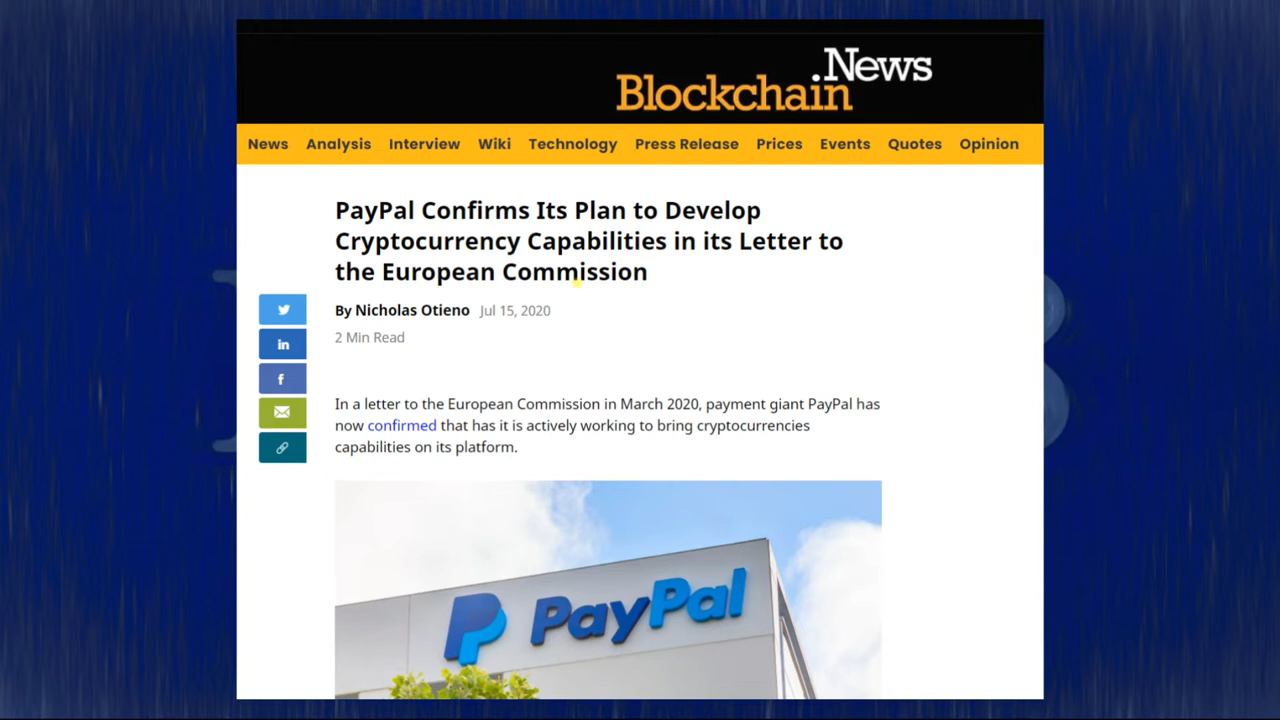 News
Blockchain
News Analysis Interview Wiki Technology Press Release Prices Events Quotes Opinion
PayPal Confirms Its Plan to Develop
Cryptocurrency Capabilities in its Letter to
the European Commission
By Nicholas Otieno Jul 15, 2020
2 Min Read
In a letter to the European Commission in March 2020, payment giant PayPal has
now confirmed that has it is actively working to bring cryptocurrencies
capabilities on its platform.
PayPal